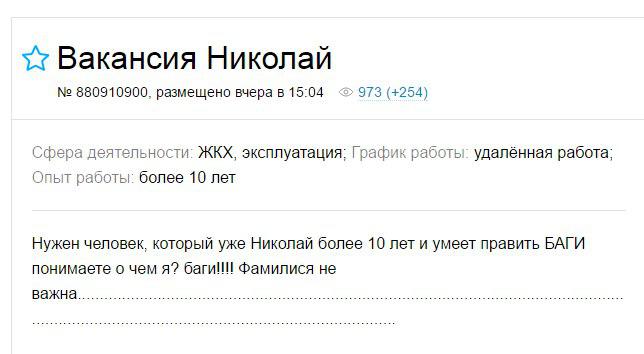 Вакансия Николай
№ 880910900, размещено вчера в 15:04 973 (+254)
Сфера деятельности: ЖКХ, эксплуатация; График работы: удалённая работа;
Опыт работы: более 10 лет
Нужен человек, который уже Николай более 10 лет и умеет править БАГИ
понимаете о чем я? баги!!!! Фамилися не
важна...........................................................................................................................
..................................................................................